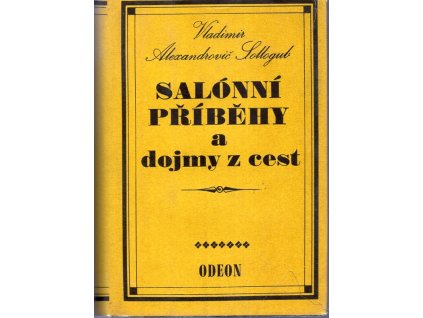 Vladimir
Alexandrovič Sollogub
SALÓNNÍ
PŘÍBĚHY
a
dojmy z cest
ODEON